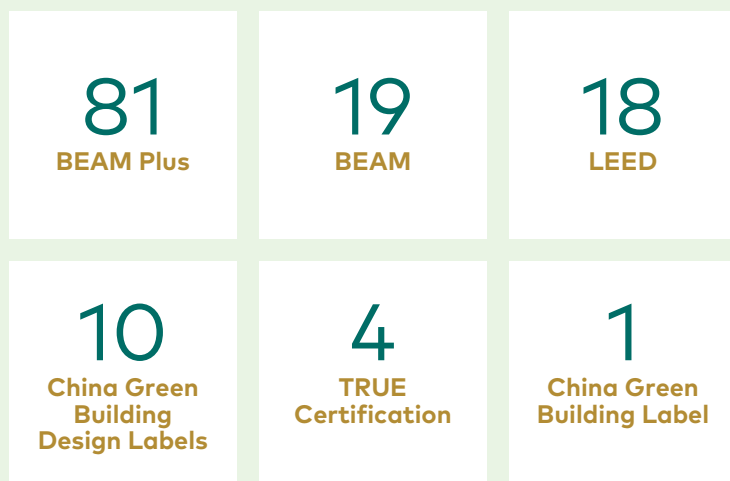 81
BEAM Plus
19
BEAM
18
LEED
10
China Green
Building
Design Labels
4
TRUE
Certification
1
China Green
Building Label